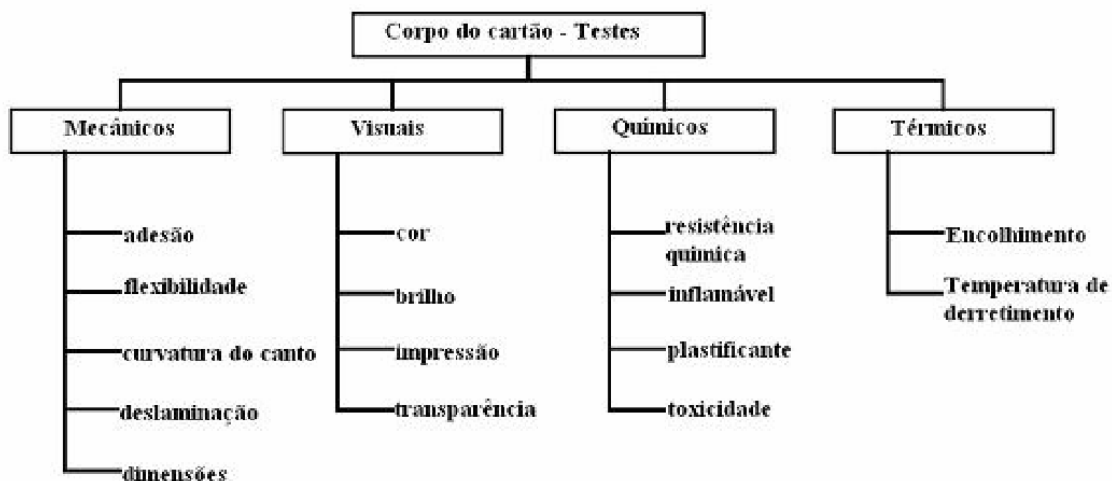 Corpo do cartão - Testes
Mecânicos
Visuais
Químicos
Térmicos
adesão
flexibilidade
curvatura do canto
deslaminação
dimensões
cor
brilho
impressão
transparência
resistência
quimica
inflamável
plastificante
toxicidade
Encolhimento
Temperatura de
derretimento